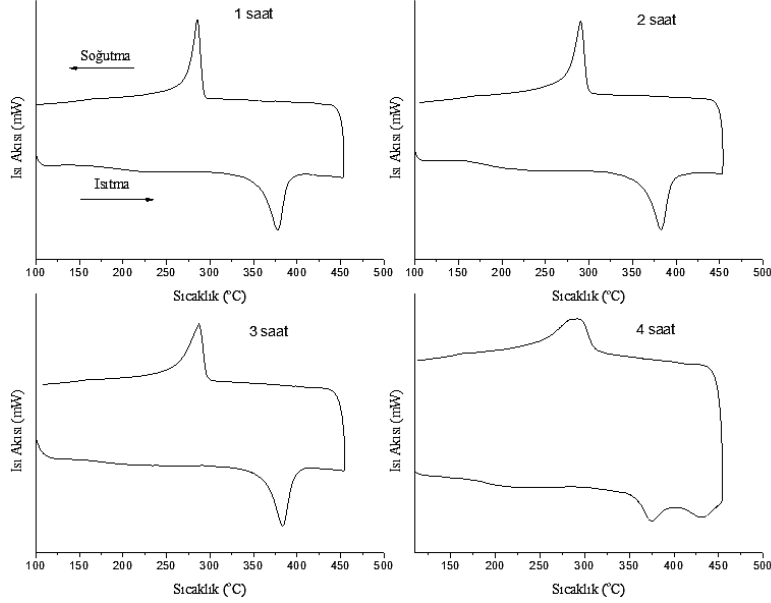 1 saat
Soğutma
Isı Akısı (mW)
Isıtma
100 150 200 250 300 350 400 450 500
Sıcaklık (°C)
2 saat
Isı Akısı (mW)
100 150 200 250 300 350 400 450 500
Sıcaklık (°C)
3 saat
Isı Akısı (mW)
100 150 200 250 300 350 400 450 500
Sıcaklık (°C)
4 saat
Isı Akısı (mW)
150 200 250 300 350 400 450 500
Sıcaklık (°C)